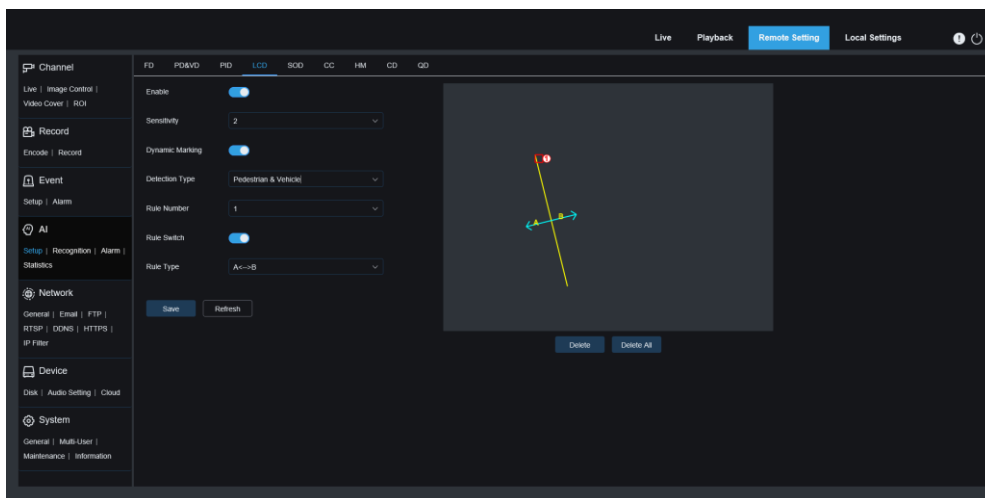 Live Playback Remote Setting Local Settings
Channel
Live | Image Control |
Video Cover | ROI
Record
Encode | Record
Event
Setup | Alarm
AI
Setup | Recognition | Alarm |
Statistics
Network
General | Email | FTP |
RTSP | DDNS | HTTPS |
IP Filter
Device
Disk | Audio Setting | Cloud
System
General | Multi-User |
Maintenance | Information
FD PD&VD PID LCD SOD CC HM CD QD
Enable
Sensitivity 2
Dynamic Marking
Detection Type Pedestrian & Vehicle
Rule Number 1
Rule Switch
Rule Type A<-->B
Save Refresh
1
A B
Delete Delete All